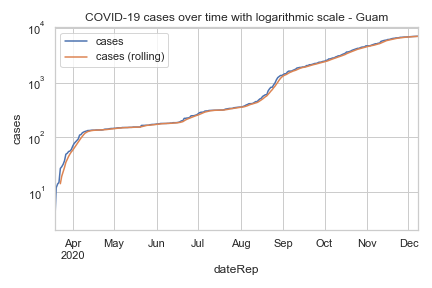 COVID-19 cases over time with logarithmic scale - Guam
cases
cases (rolling)
10⁴
10³
10²
10¹
cases
Apr May Jun Jul Aug Sep Oct Nov Dec
2020
dateRep